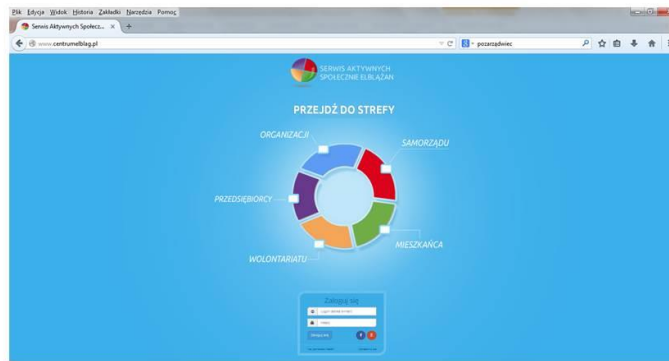 Plik Edycja Widok Historia Zakładki Narzędzia Pomoc
Serwis Aktywnych Społecz... × +
www.centrumelblag.pl
SERWIS AKTYWNYCH
SPOŁECZNIE ELBLĄŻAN
PRZEJDŹ DO STREFY
ORGANIZACJI
SAMORZĄDU
PRZEDSIĘBIORCY
MIESZKAŃCA
WOLONTARIATU
Zaloguj się